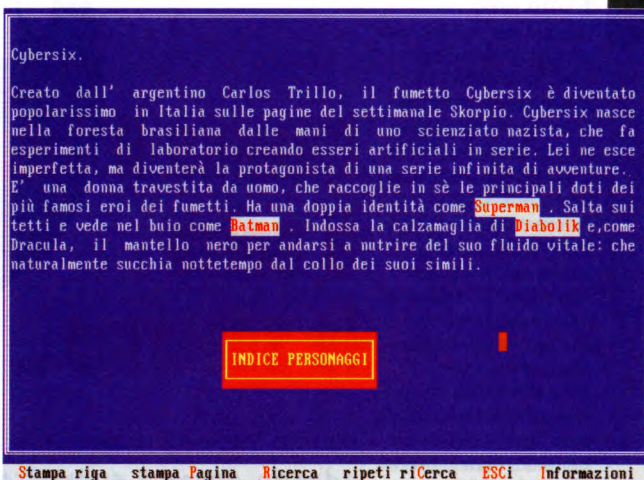 Cybersix.
Creato dall' argentino Carlos Trillo, il fumetto Cybersix è diventato
popolarissimo in Italia sulle pagine del settimanale Skorpio. Cybersix nasce
nella foresta brasiliana dalle mani di uno scienziato nazista, che fa
esperimenti di laboratorio creando esseri artificiali in serie. Lei ne esce
imperfetta, ma diventerà la protagonista di una serie infinita di avventure.
E' una donna travestita da uomo, che raccoglie in sè le principali doti dei
più famosi eroi dei fumetti. Ha una doppia identità come Superman . Salta sui
tetti e vede nel buio come Batman . Indossa la calzamaglia di Diabolik e,come
Dracula, il mantello nero per andarsi a nutrire del suo fluido vitale: che
naturalmente succhia nottetempo dal collo dei suoi simili.
INDICE PERSONAGGI
Stampa riga stampa Pagina Ricerca ripeti riCerca ESCi Informazioni